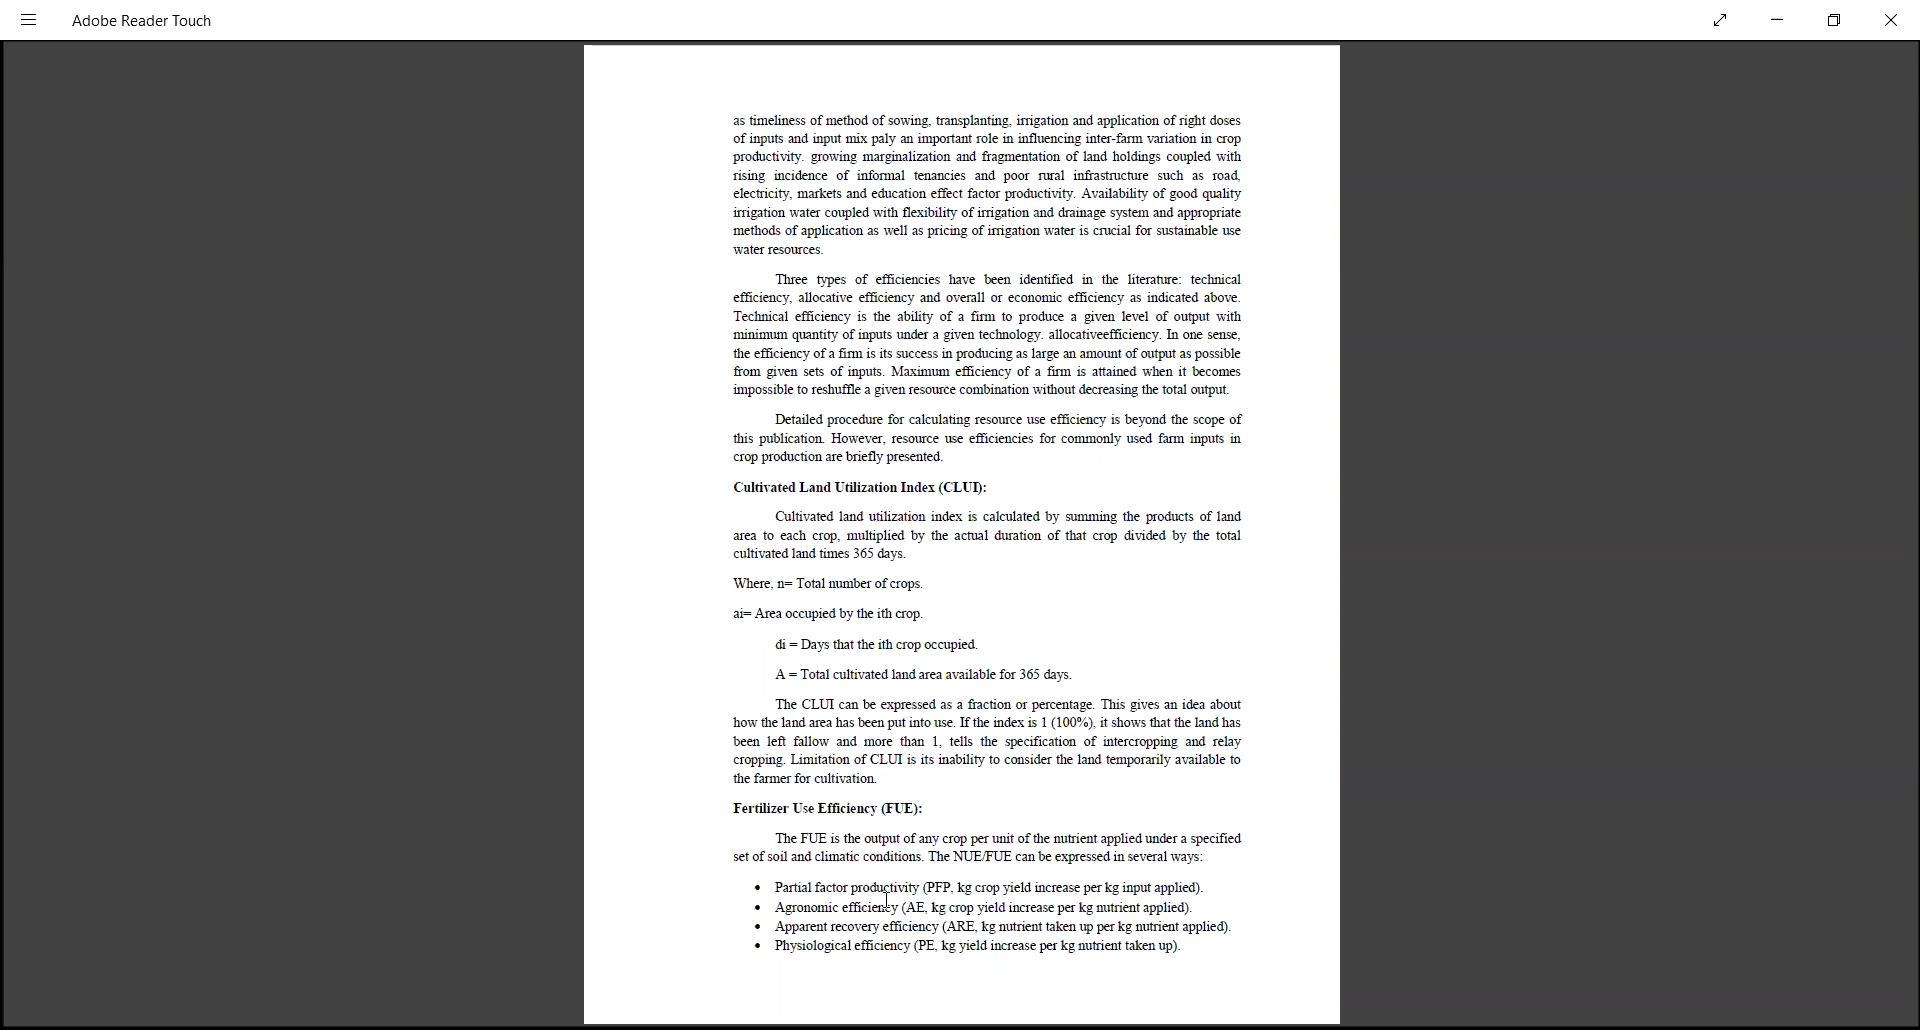 Adobe Reader Touch
as timeliness of method of sowing, transplanting, irrigation and application of right doses
of inputs and input mix paly an important role in influencing inter-farm variation in crop
productivity. growing marginalization and fragmentation of land holdings coupled with
rising incidence of informal tenancies and poor rural infrastructure such as road,
electricity, markets and education effect factor productivity. Availability of good quality
irrigation water coupled with flexibility of irrigation and drainage system and appropriate
methods of application as well as pricing of irrigation water is crucial for sustainable use
water resources.
Three types of efficiencies have been identified in the literature: technical
efficiency, allocative efficiency and overall or economic efficiency as indicated above.
Technical efficiency is the ability of a firm to produce a given level of output with
minimum quantity of inputs under a given technology. allocativeefficiency. In one sense,
the efficiency of a firm is its success in producing as large an amount of output as possible
from given sets of inputs. Maximum efficiency of a firm is attained when it becomes
impossible to reshuffle a given resource combination without decreasing the total output.
Detailed procedure for calculating resource use efficiency is beyond the scope of
this publication. However, resource use efficiencies for commonly used farm inputs in
crop production are briefly presented.
Cultivated Land Utilization Index (CLUI):
Cultivated land utilization index is calculated by summing the products of land
area to each crop, multiplied by the actual duration of that crop divided by the total
cultivated land times 365 days.
Where, n= Total number of crops.
ai= Area occupied by the ith crop.
di = Days that the ith crop occupied.
A = Total cultivated land area available for 365 days.
The CLUI can be expressed as a fraction or percentage. This gives an idea about
how the land area has been put into use. If the index is 1 (100%), it shows that the land has
been left fallow and more than 1, tells the specification of intercropping and relay
cropping. Limitation of CLUI is its inability to consider the land temporarily available to
the farmer for cultivation.
Fertilizer Use Efficiency (FUE):
The FUE is the output of any crop per unit of the nutrient applied under a specified
set of soil and climatic conditions. The NUE/FUE can be expressed in several ways:
• Partial factor productivity (PFP, kg crop yield increase per kg input applied).
• Agronomic efficiency (AE, kg crop yield increase per kg nutrient applied).
• Apparent recovery efficiency (ARE, kg nutrient taken up per kg nutrient applied).
• Physiological efficiency (PE, kg yield increase per kg nutrient taken up).